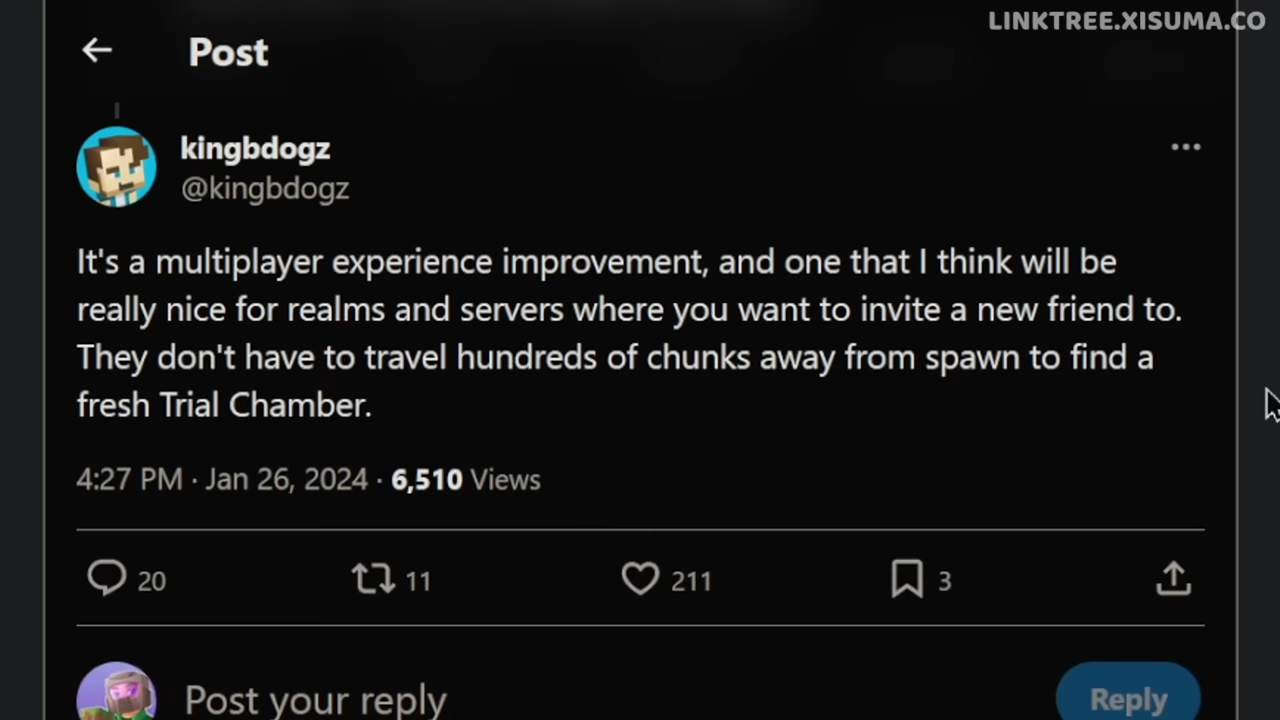 LINKTREE.XISUMA.CO
Post
kingbdogz
@kingbdogz
It's a multiplayer experience improvement, and one that I think will be
really nice for realms and servers where you want to invite a new friend to.
They don't have to travel hundreds of chunks away from spawn to find a
fresh Trial Chamber.
4:27 PM · Jan 26, 2024 · 6,510 Views
20 11 211 3
Post your reply Reply